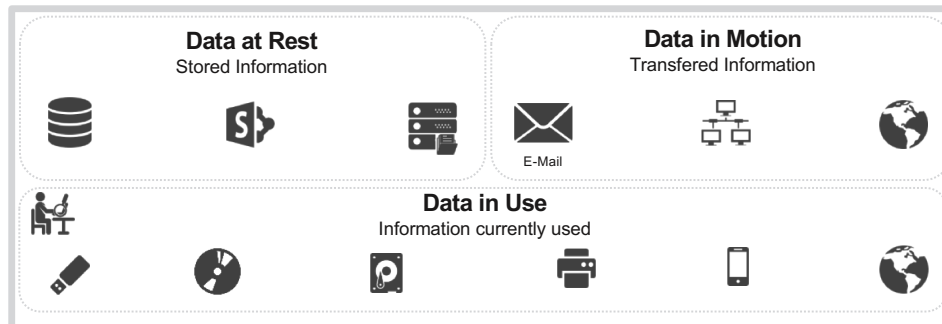 Data at Rest
Stored Information
Data in Motion
Transfered Information
S
E-Mail
Data in Use
Information currently used